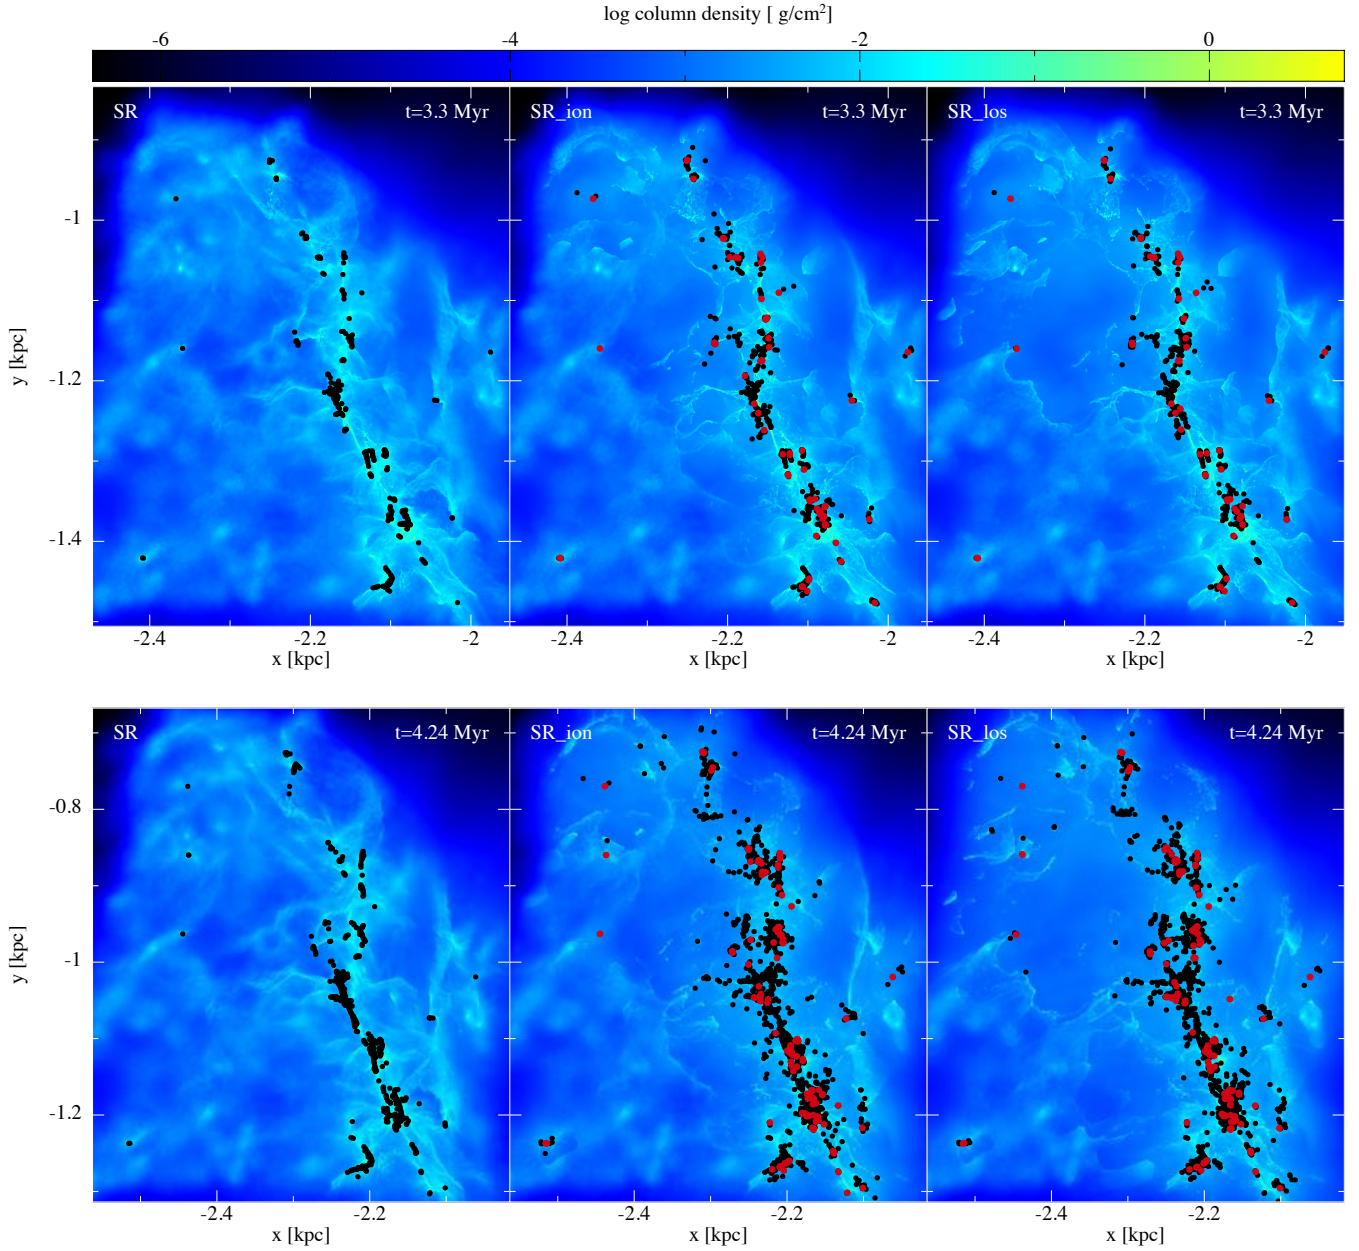 log column density [ g/cm²]
-6 -4 -2 0
SR t=3.3 Myr SR_ion t=3.3 Myr SR_los t=3.3 Myr
-1
-1.2
-1.4
y [kpc]
-2.4 -2.2 -2 -2.4 -2.2 -2 -2.4 -2.2 -2
x [kpc] x [kpc] x [kpc]
SR t=4.24 Myr SR_ion t=4.24 Myr SR_los t=4.24 Myr
-0.8
-1
-1.2
y [kpc]
-2.4 -2.2 -2.4 -2.2 -2.4 -2.2
x [kpc] x [kpc] x [kpc]